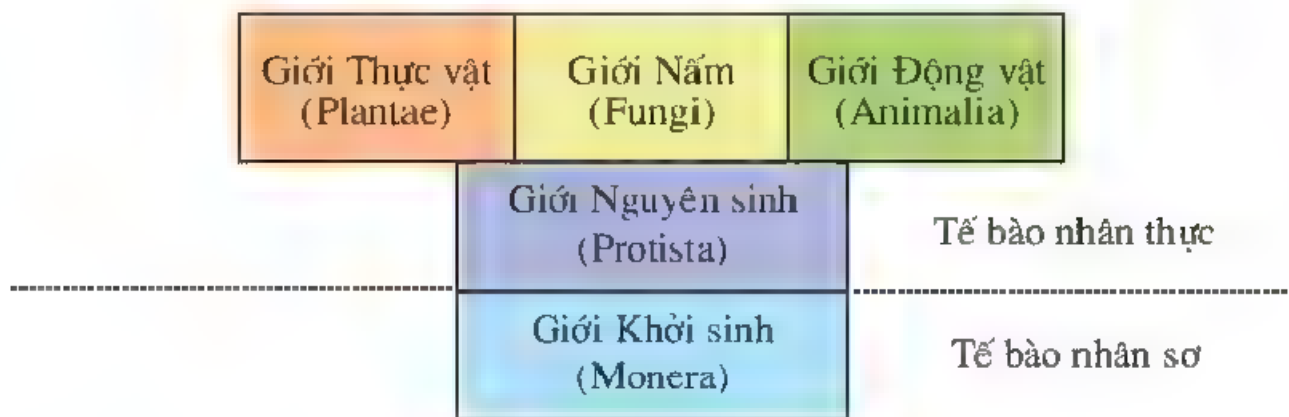 Giới Thực vật
(Plantae)
Giới Nấm
(Fungi)
Giới Động vật
(Animalia)
Giới Nguyên sinh
(Protista)
Tế bào nhân thực
Giới Khởi sinh
(Monera)
Tế bào nhân sơ